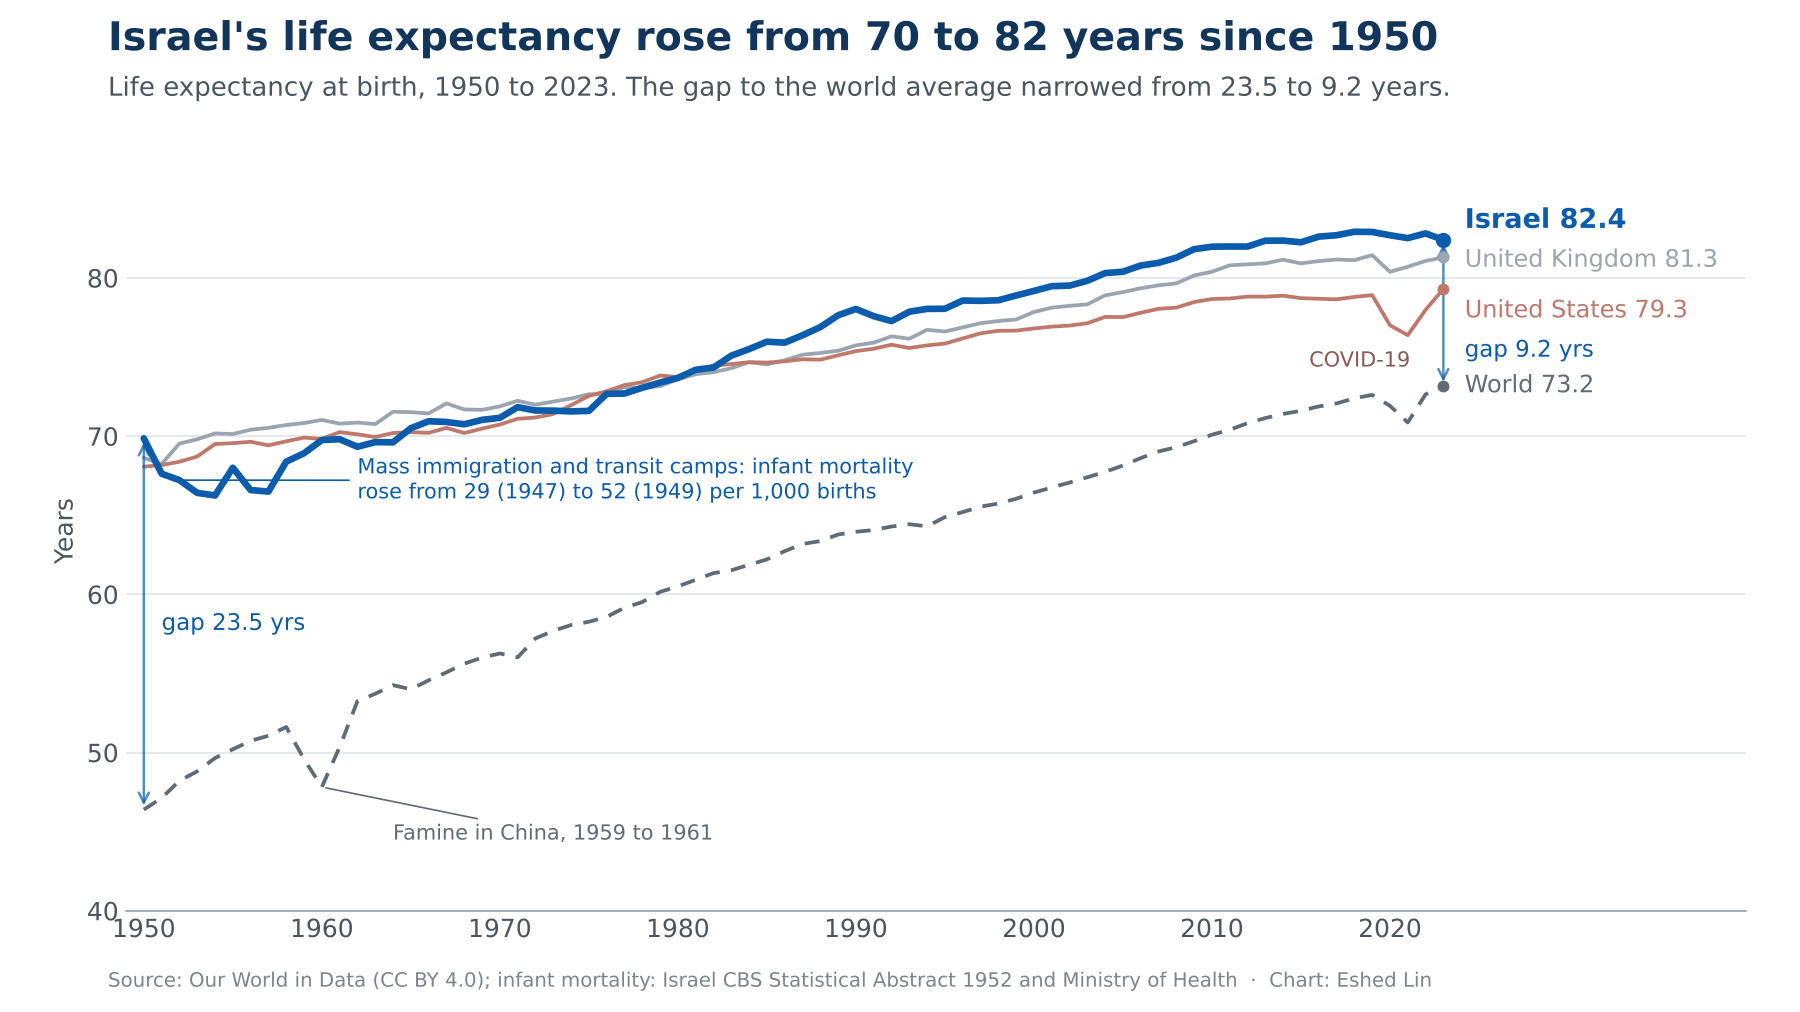 Israel's life expectancy rose from 70 to 82 years since 1950
Life expectancy at birth, 1950 to 2023. The gap to the world average narrowed from 23.5 to 9.2 years.
Israel 82.4
United Kingdom 81.3
80
United States 79.3
gap 9.2 yrs
COVID-19
World 73.2
70
Mass immigration and transit camps: infant mortality
rose from 29 (1947) to 52 (1949) per 1,000 births
Years
60
gap 23.5 yrs
50
Famine in China, 1959 to 1961
40
1950 1960 1970 1980 1990 2000 2010 2020
Source: Our World in Data (CC BY 4.0); infant mortality: Israel CBS Statistical Abstract 1952 and Ministry of Health · Chart: Eshed Lin